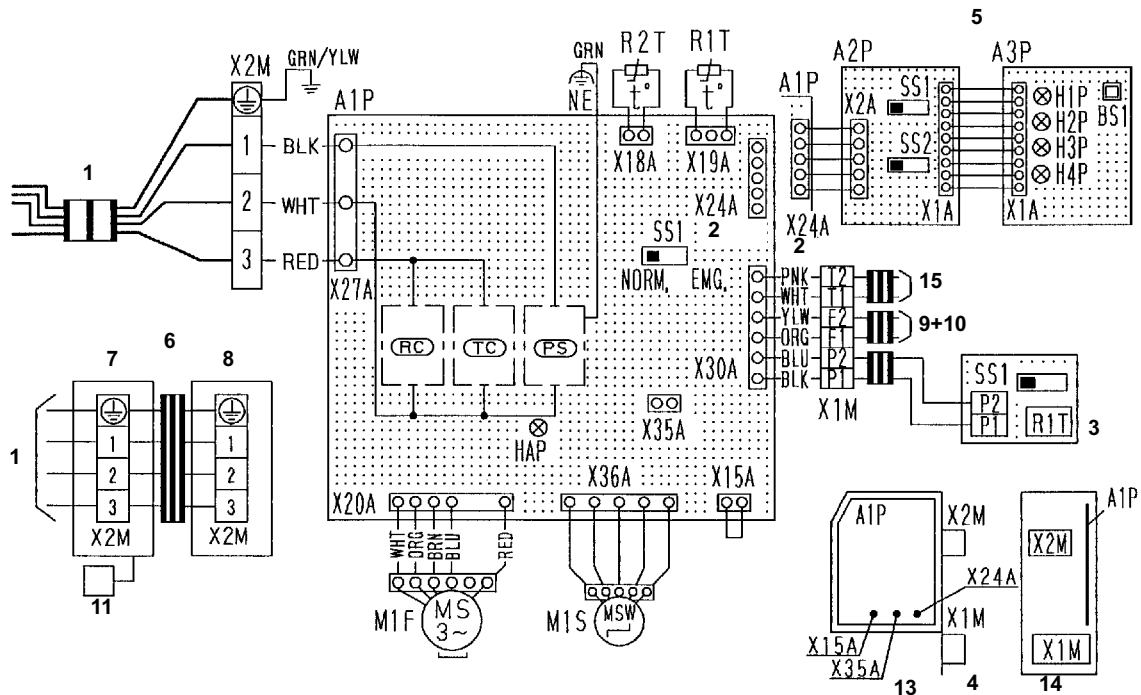 5
X2M
GRN/YLW
GRN
NE
R2T
R1T
t°
t°
A1P
A2P
A3P
A1P
1
1
2
3
BLK
WHT
RED
X27A
X18A
X19A
X24A
2
SS1
NORM.
EMG.
X24A
2
X2A
SS1
SS2
X1A
X1A
H1P
H2P
H3P
H4P
BS1
RC
TC
PS
HAP
X35A
X30A
PNK T2
WHT T1
YLW F2
ORG F1
BLU P2
BLK P1
X1M
15
9+10
SS1
P2
P1
R1T
3
7
6
8
1
1
2
3
X2M
1
2
3
X2M
11
X20A
X36A
X15A
WHT
ORG
BRN
BLU
RED
M1F
MS
3~
M1S
MSW
A1P
X2M
X24A
X1M
X15A
X35A
13
4
A1P
X2M
X1M
14